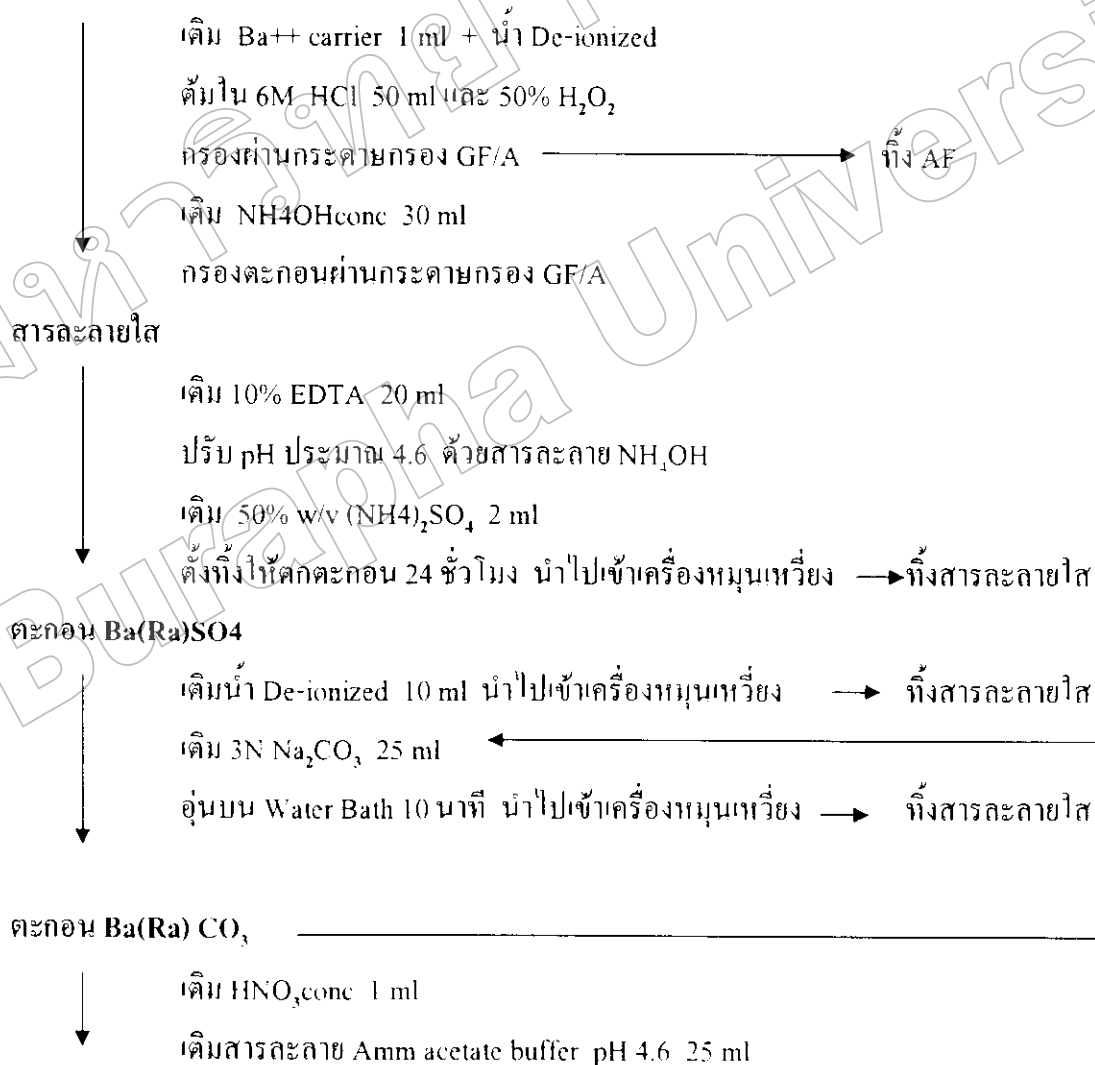 เติม Ba++ carrier 1 ml + น้ำ De-ionized
ต้มใน 6M HCl 50 ml และ 50% H₂O₂
กรองผ่านกระดาษกรอง GF/A ทิ้ง AF
เติม NH4OHconc 30 ml
กรองตะกอนผ่านกระดาษกรอง GF/A
สารละลายใส
เติม 10% EDTA 20 ml
ปรับ pH ประมาณ 4.6 ด้วยสารละลาย NH₄OH
เติม 50% w/v (NH4)₂SO₄ 2 ml
ตั้งทิ้งให้ตกตะกอน 24 ชั่วโมง นำไปเข้าเครื่องหมุนเหวี่ยง ทิ้งสารละลายใส
ตะกอน Ba(Ra)SO4
เติมน้ำ De-ionized 10 ml นำไปเข้าเครื่องหมุนเหวี่ยง ทิ้งสารละลายใส
เติม 3N Na₂CO₃ 25 ml
อุ่นบน Water Bath 10 นาที นำไปเข้าเครื่องหมุนเหวี่ยง ทิ้งสารละลายใส
ตะกอน Ba(Ra) CO₃
เติม HNO₃conc 1 ml
เติมสารละลาย Amm acetate buffer pH 4.6 25 ml
Burapha Universi